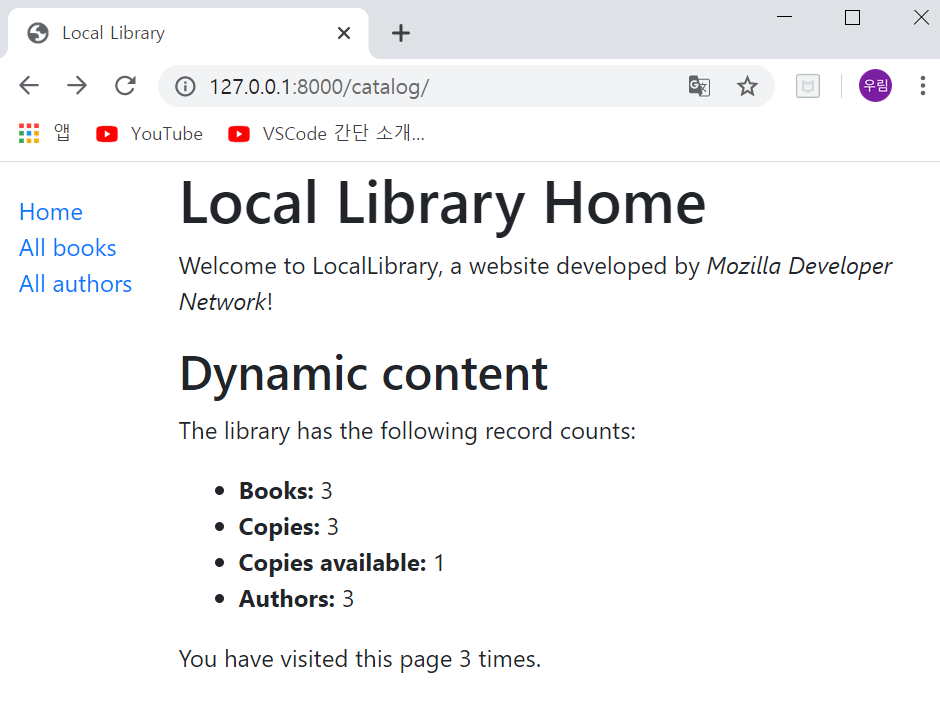 Local Library
127.0.0.1:8000/catalog/
우림
앱
YouTube
VSCode 간단 소개...
Home
All books
All authors
Local Library Home
Welcome to LocalLibrary, a website developed by Mozilla Developer
Network!
Dynamic content
The library has the following record counts:
Books: 3
Copies: 3
Copies available: 1
Authors: 3
You have visited this page 3 times.